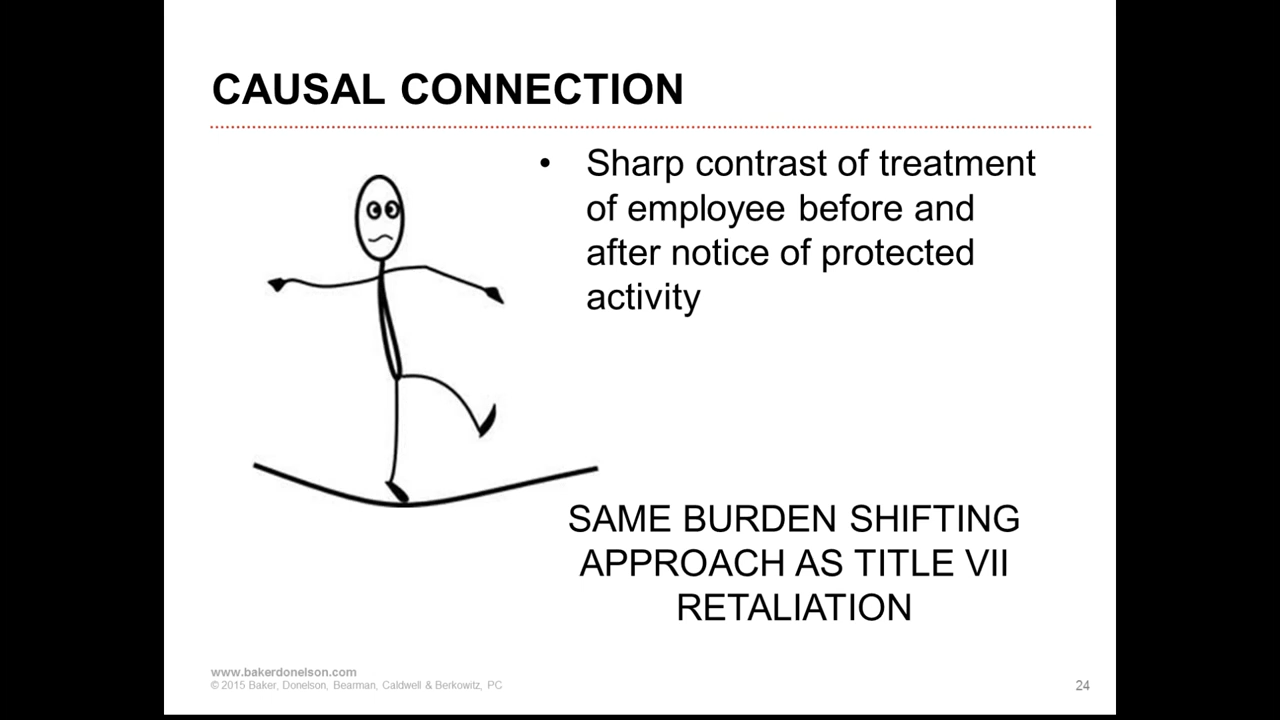 CAUSAL CONNECTION
• Sharp contrast of treatment
of employee before and
after notice of protected
activity
SAME BURDEN SHIFTING
APPROACH AS TITLE VII
RETALIATION
www.bakerdonelson.com
© 2015 Baker, Donelson, Bearman, Caldwell & Berkowitz, PC
24